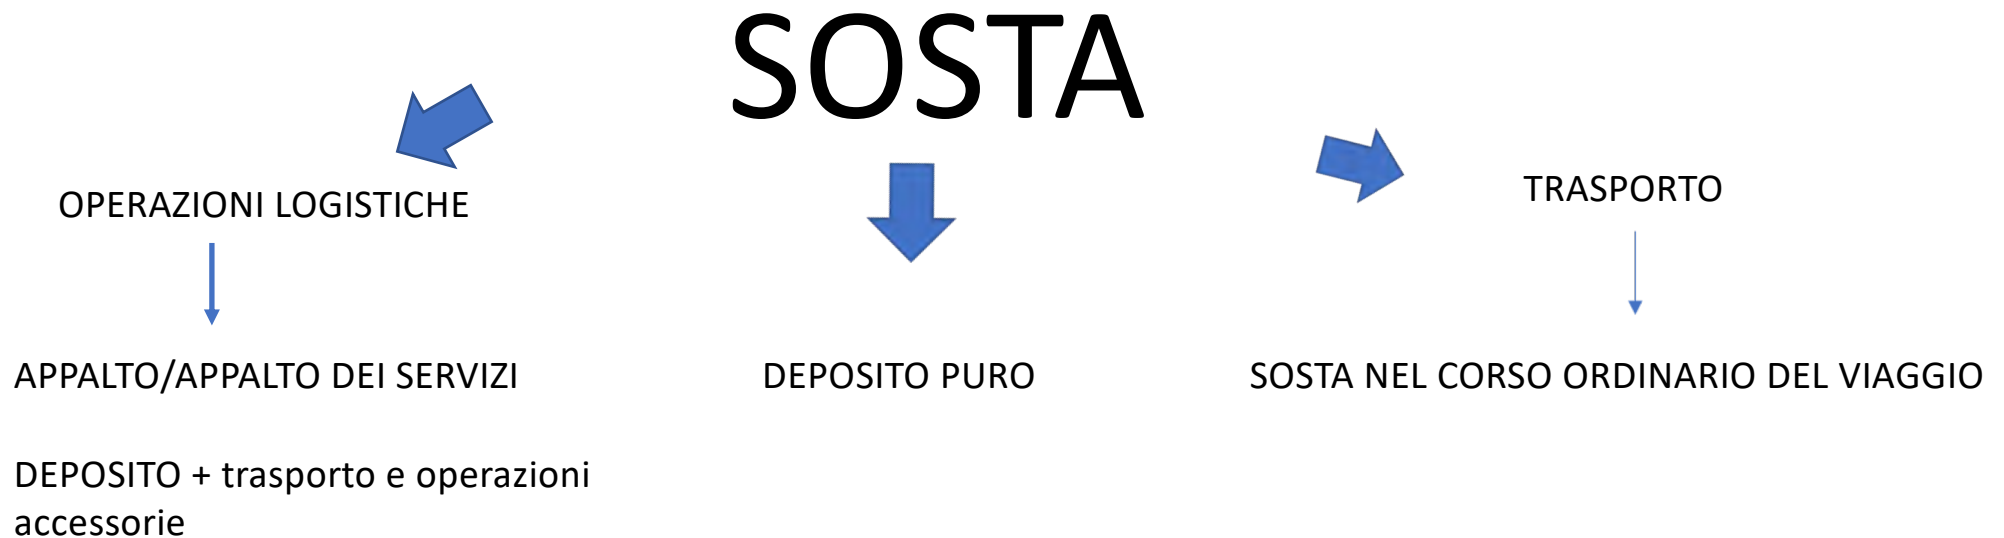 SOSTA
OPERAZIONI LOGISTICHE
TRASPORTO
APPALTO/APPALTO DEI SERVIZI
DEPOSITO PURO
SOSTA NEL CORSO ORDINARIO DEL VIAGGIO
DEPOSITO + trasporto e operazioni
accessorie